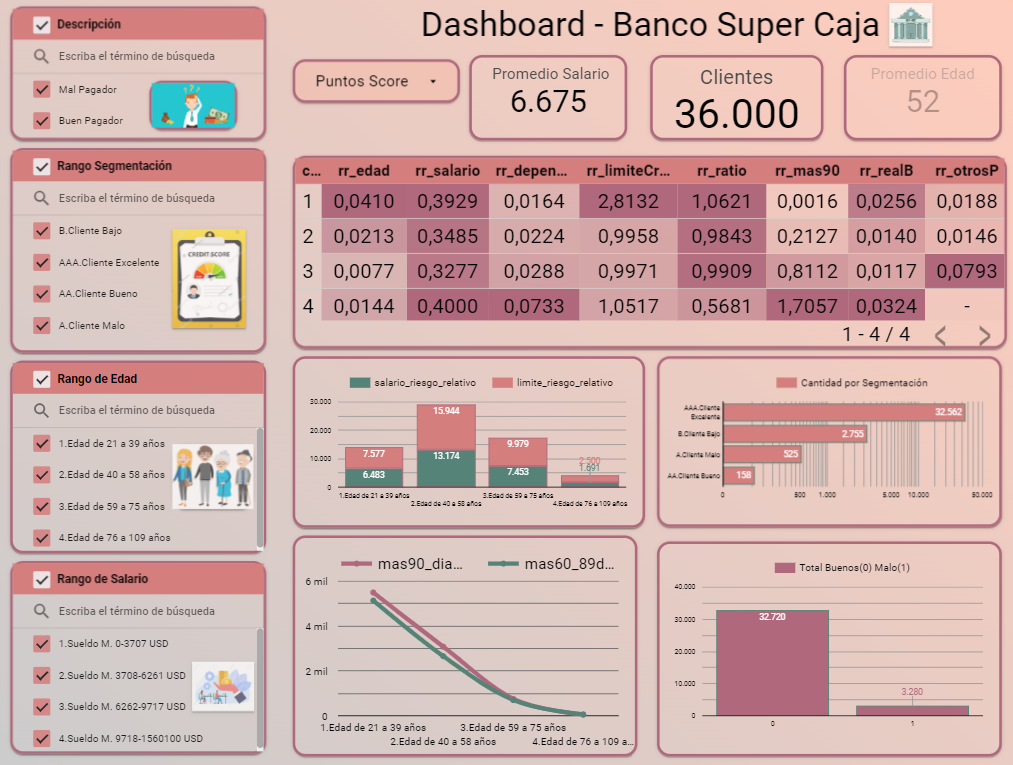 Dashboard - Banco Super Caja
Descripción
Escriba el término de búsqueda
Mal Pagador
Buen Pagador
Rango Segmentación
Escriba el término de búsqueda
B.Cliente Bajo
AAA.Cliente Excelente
AA.Cliente Bueno
A.Cliente Malo
CREDIT SCORE
Rango de Edad
Escriba el término de búsqueda
1.Edad de 21 a 39 años
2.Edad de 40 a 58 años
3.Edad de 59 a 75 años
4.Edad de 76 a 109 años
Rango de Salario
Escriba el término de búsqueda
1.Sueldo M. 0-3707 USD
2.Sueldo M. 3708-6261 USD
3.Sueldo M. 6262-9717 USD
4.Sueldo M. 9718-1560100 USD
Puntos Score
Promedio Salario
6.675
Clientes
36.000
Promedio Edad
52
c... rr_edad rr_salario rr_depen... rr_limiteCr... rr_ratio rr_mas90 rr_realB rr_otrosP
1 0,0410 0,3929 0,0164 2,8132 1,0621 0,0016 0,0256 0,0188
2 0,0213 0,3485 0,0224 0,9958 0,9843 0,2127 0,0140 0,0146
3 0,0077 0,3277 0,0288 0,9971 0,9909 0,8112 0,0117 0,0793
4 0,0144 0,4000 0,0733 1,0517 0,5681 1,7057 0,0324 -
1 - 4 / 4
salario_riesgo_relativo limite_riesgo_relativo
30.000
20.000
10.000
0
15.944
13.174
7.577
6.483
9.979
7.453
2.500
1.691
1.Edad de 21 a 39 años 3.Edad de 59 a 75 años
2.Edad de 40 a 58 años 4.Edad de 76 a 109 años
Cantidad por Segmentación
AAA.Cliente
Excelente
32.562
B.Cliente Bajo 2.755
A.Cliente Malo 525
AA.Cliente Bueno 158
0 500 1.000 5.000 10.000 50.000
mas90_dia... mas60_89d...
6 mil
4 mil
2 mil
0
1.Edad de 21 a 39 años 3.Edad de 59 a 75 años
2.Edad de 40 a 58 años 4.Edad de 76 a 109 a...
Total Buenos(0) Malo(1)
40.000
30.000
20.000
10.000
0
32.720
3.280
0 1